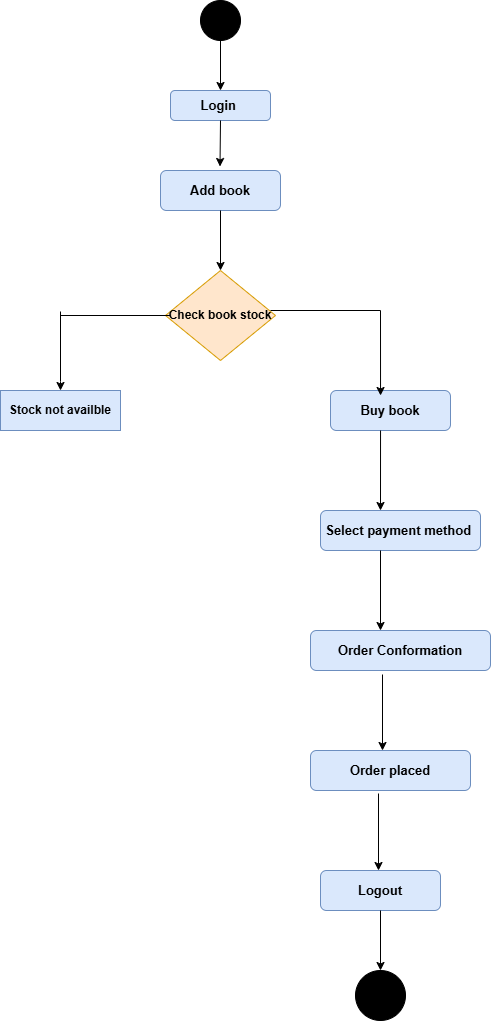 Login
Add book
Check book stock
Stock not availble
Buy book
Select payment method
Order Conformation
Order placed
Logout